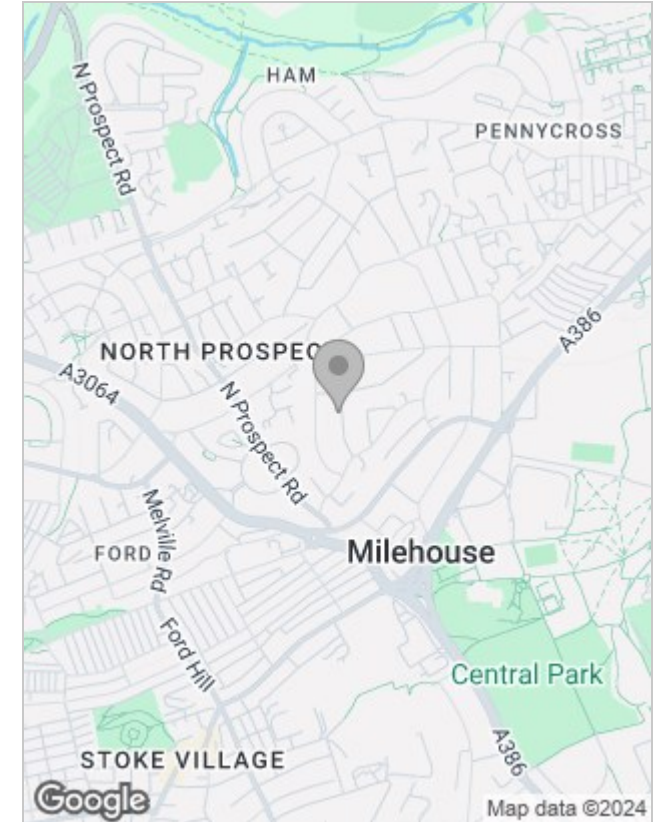 HAM
N Prospect Rd
PENNYCROSS
A386
NORTH PROSPEC
A3064
N Prospect Rd
Melville Rd
Milehouse
FORD
Ford Hill
Central Park
A386
STOKE VILLAGE
Google
Map data ©2024